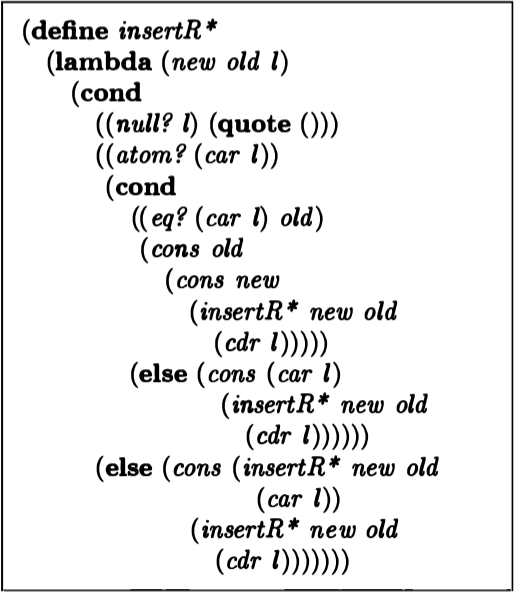 (define insertR*
(lambda (new old l)
(cond
((null? l) (quote ()))
((atom? (car l))
(cond
((eq? (car l) old)
(cons old
(cons new
(insertR* new old
(cdr l)))))
(else (cons (car l)
(insertR* new old
(cdr l))))))
(else (cons (insertR* new old
(car l))
(insertR* new old
(cdr l)))))))